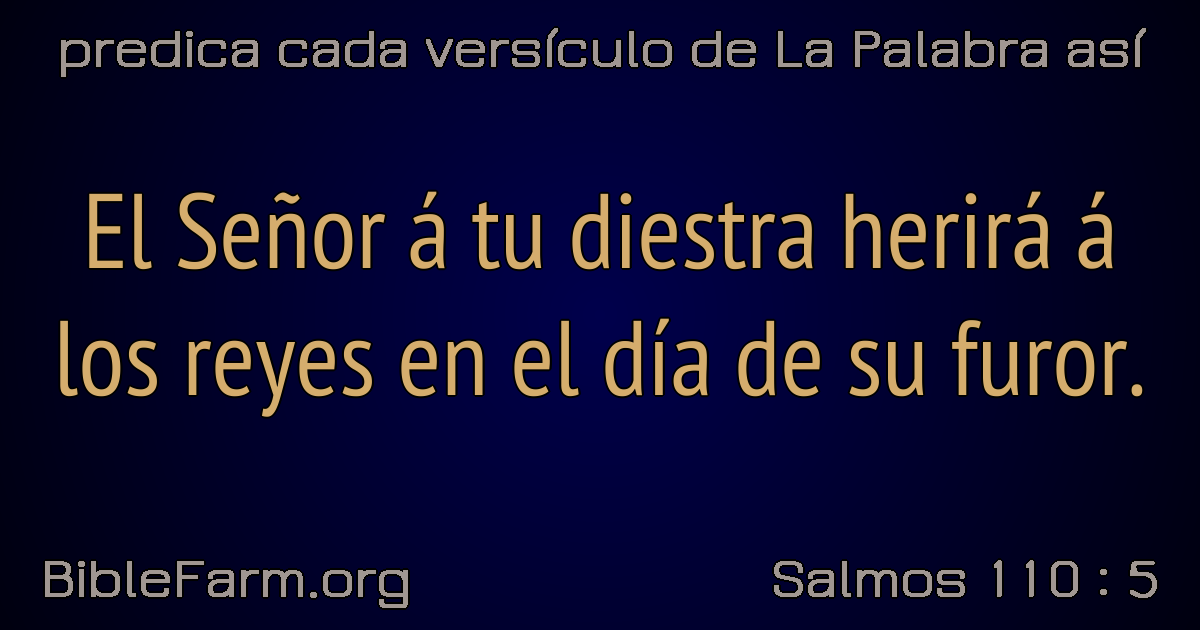 predica cada versículo de La Palabra así
El Señor á tu diestra herirá á
los reyes en el día de su furor.
BibleFarm.org
Salmos 110 : 5